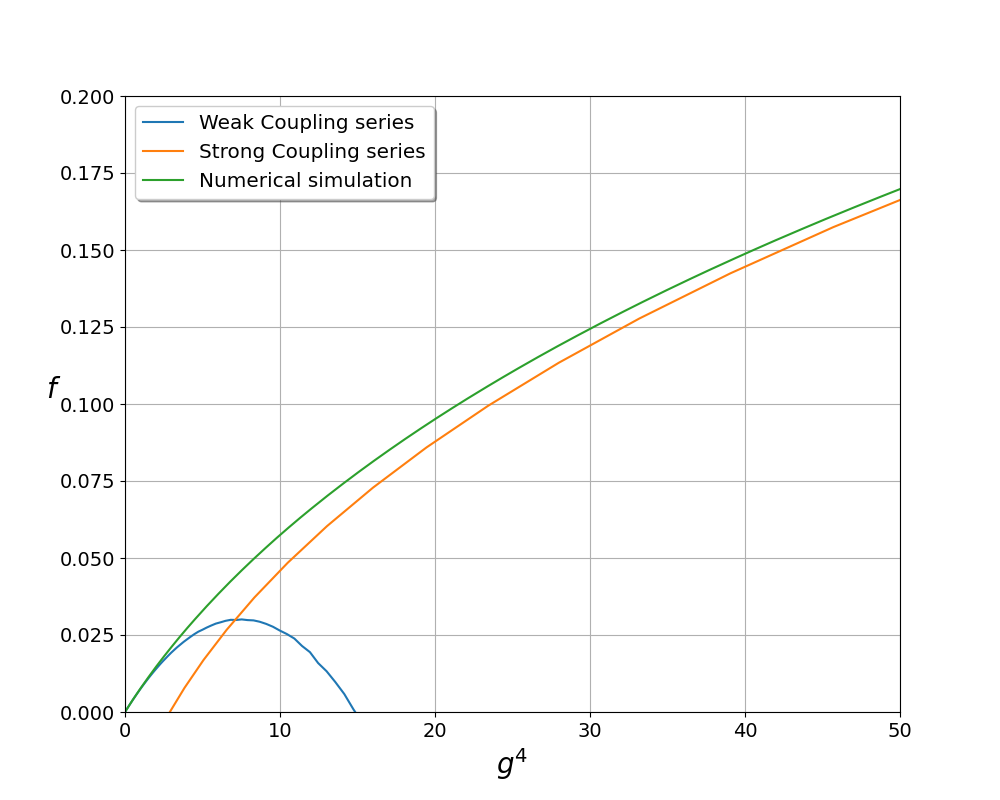 0.200
0.175
0.150
0.125
0.100
0.075
0.050
0.025
0.000
f
Weak Coupling series
Strong Coupling series
Numerical simulation
0 10 20 30 40 50
g⁴